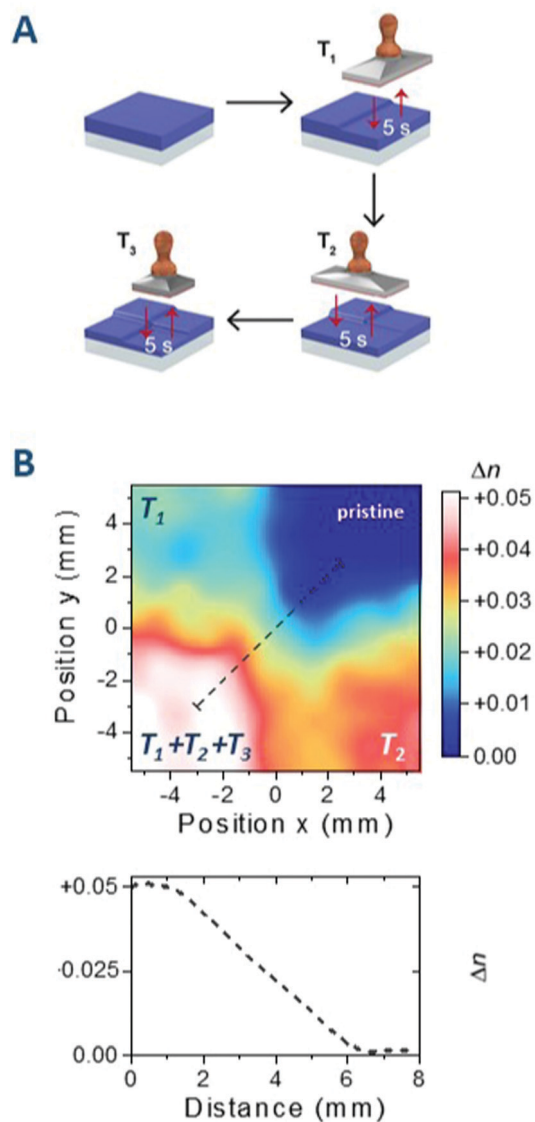 A
T1
5 s
T3
T2
5 s
5 s
B
Δn
T1
pristine
+0.05
4
+0.04
2
0
+0.03
-2
+0.02
-4
+0.01
T1+T2+T3
T2
0.00
Position y (mm)
-4 -2 0 2 4
Position x (mm)
+0.05
0.025
0.00
Δn
0 2 4 6 8
Distance (mm)